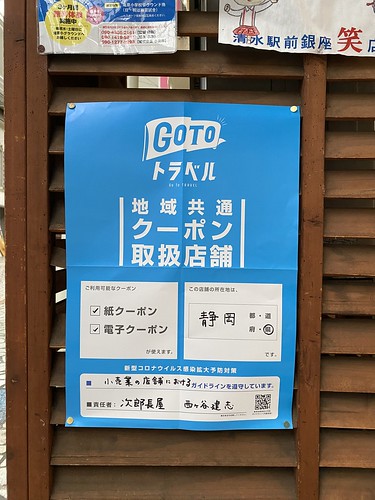 清水駅前銀座 笑 店
GOTO
トラベル
Go To TRAVEL
地域共通
クーポン
取扱店舗
ご利用可能なクーポン
紙クーポン
電子クーポン
が使えます。
この店舗の所在地は、
静岡 都・道
府・県
です。
新型コロナウイルス感染拡大予防対策
■ 小売業の店舗における ガイドラインを遵守しています。
■責任者: 次郎長屋 西ヶ谷建志